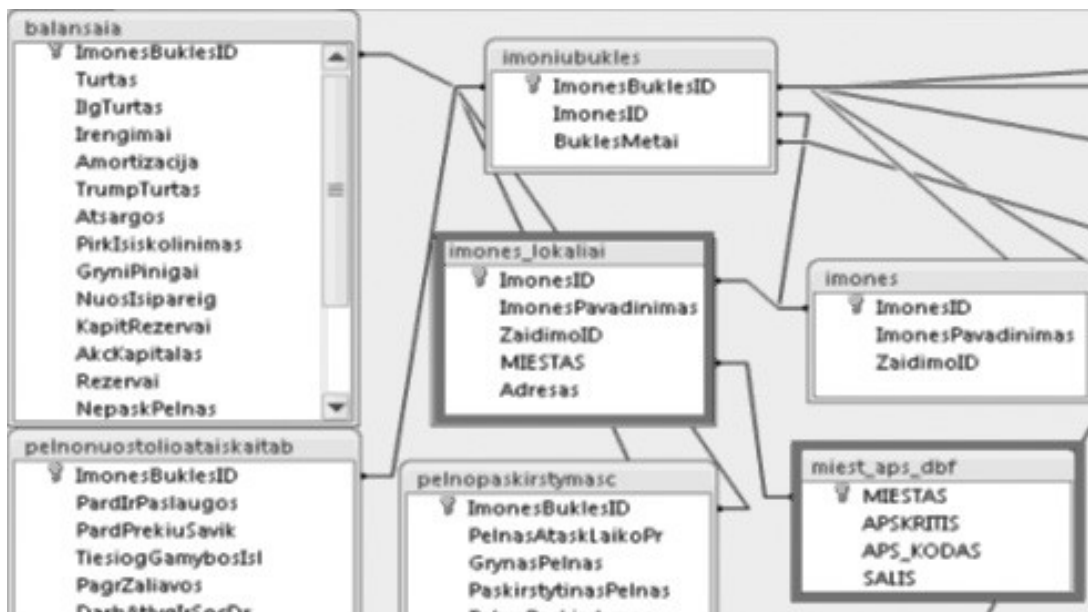 balansaia
ImonesBuklesID
Turtas
IlgTurtas
Irengimai
Amortizacija
TrumpTurtas
Atsargos
PirkIsiskolinimas
GryniPinigai
NuosIsipareig
KapitRezervai
AkcKapitalas
Rezervai
NepaskPelnas
imoniubukles
ImonesBuklesID
ImonesID
BuklesMetai
imones_lokaliai
ImonesID
ImonesPavadinimas
ZaidimoID
MIESTAS
Adresas
imones
ImonesID
ImonesPavadinimas
ZaidimoID
pelnonuostolioataiskaitab
ImonesBuklesID
PardIrPaslaugos
PardPrekiuSavik
TiesiogGamybosIsl
PagrZaliavos
pelnopaskirstymasc
ImonesBuklesID
PelnasAtaskLaikoPr
GrynasPelnas
PaskirstytinasPelnas
miest_aps_dbf
MIESTAS
APSKRITIS
APS_KODAS
SALIS